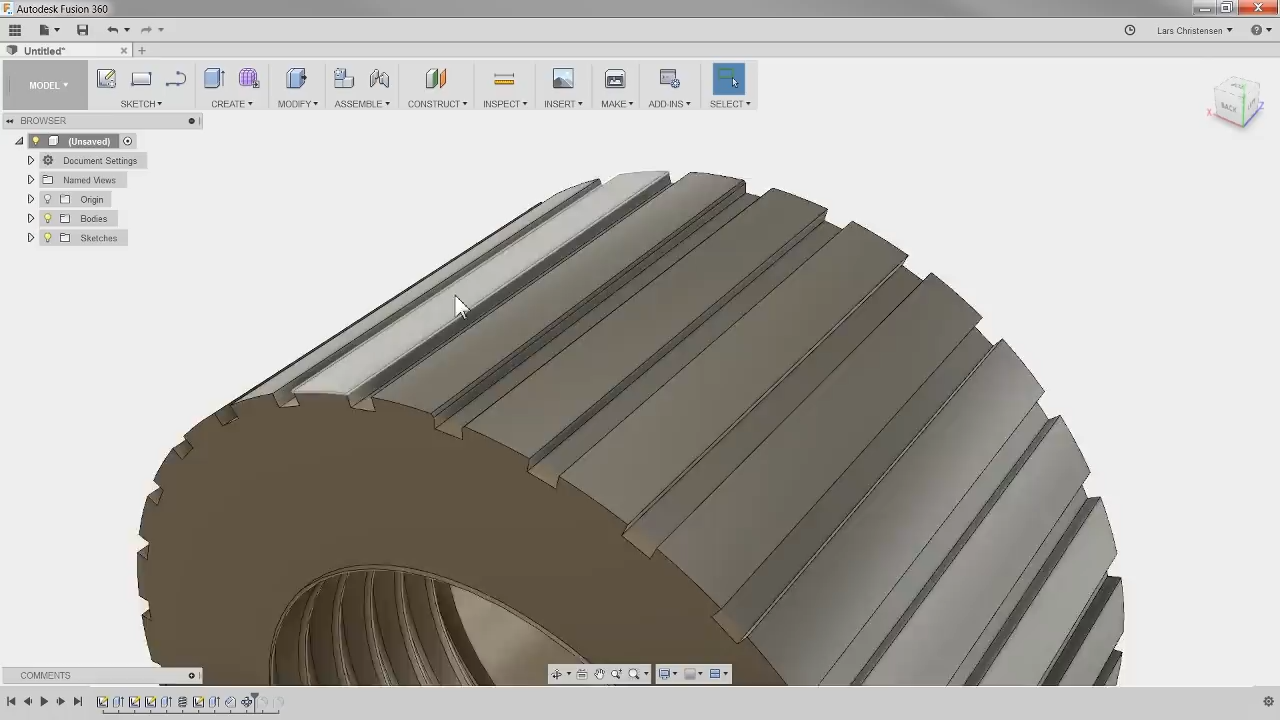 Autodesk Fusion 360
Lars Christensen
Untitled*
MODEL
SKETCH
CREATE
MODIFY
ASSEMBLE
CONSTRUCT
INSPECT
INSERT
MAKE
ADD-INS
SELECT
BROWSER
(Unsaved)
Document Settings
Named Views
Origin
Bodies
Sketches
BACK
X
Z
COMMENTS